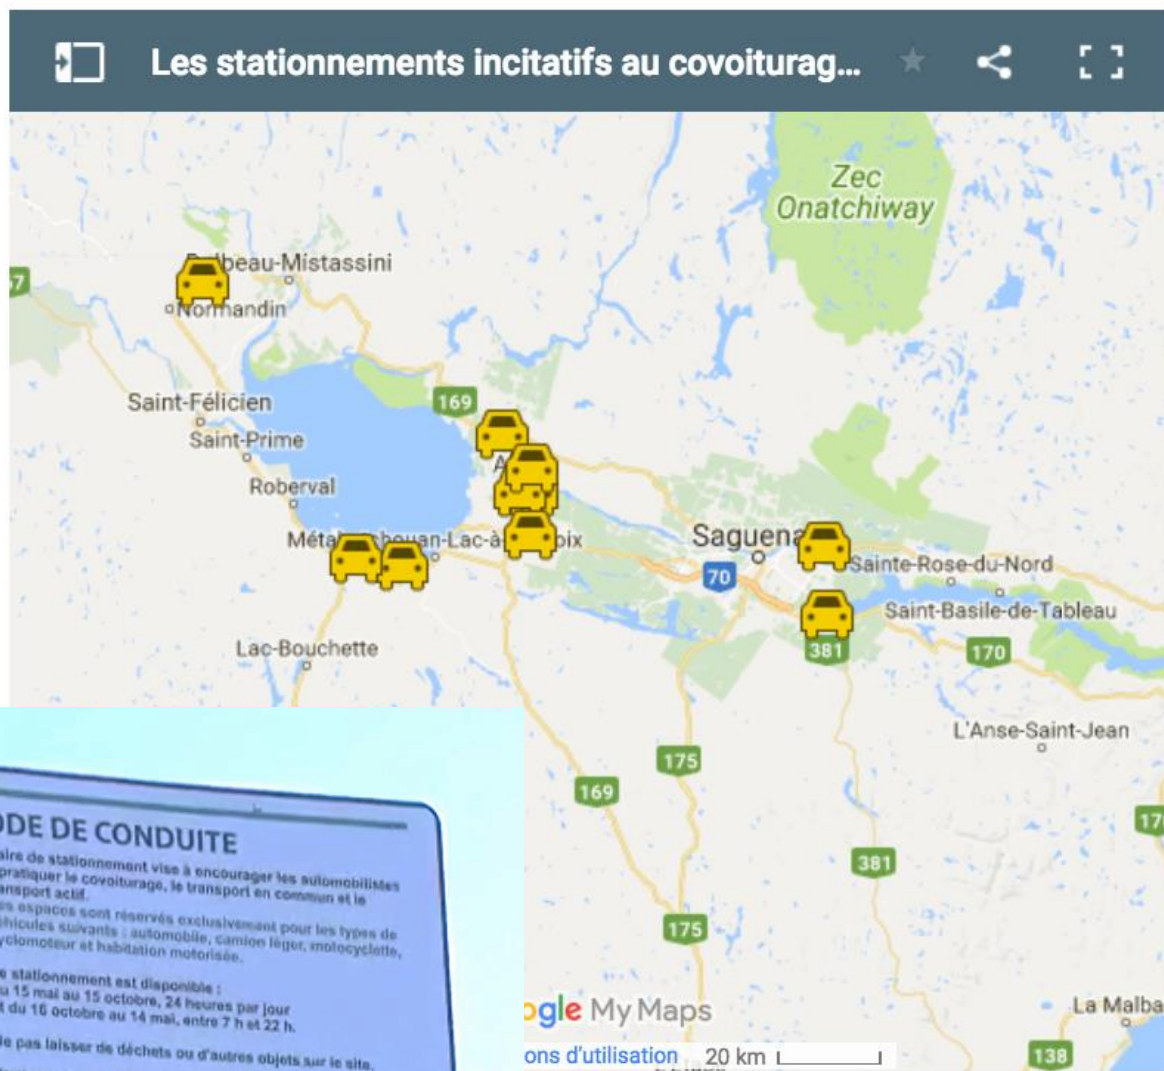 Les stationnements incitatifs au covoiturag...
Zec
Onatchiway
beau-Mistassini
Normandin
169
Saint-Félicien
Saint-Prime
Roberval
Saguena
Sainte-Rose-du-Nord
70
Saint-Basile-de-Tableau
381
170
Lac-Bouchette
L'Anse-Saint-Jean
175
169
381
175
La Malba
138
ogle My Maps
ons d'utilisation 20 km
ODE DE CONDUITE
aire de stationnement vise à encourager les automobilistes
pratiquer le covoiturage, le transport en commun et le
ansport actif.
es espaces sont réservés exclusivement pour les types de
éhicules suivants : automobile, camion léger, motocyclette,
yclomoteur et habitation motorisée.
e stationnement est disponible :
u 15 mai au 15 octobre, 24 heures par jour
t du 16 octobre au 14 mai, entre 7 h et 22 h.
e pas laisser de déchets ou d'autres objets sur le site.